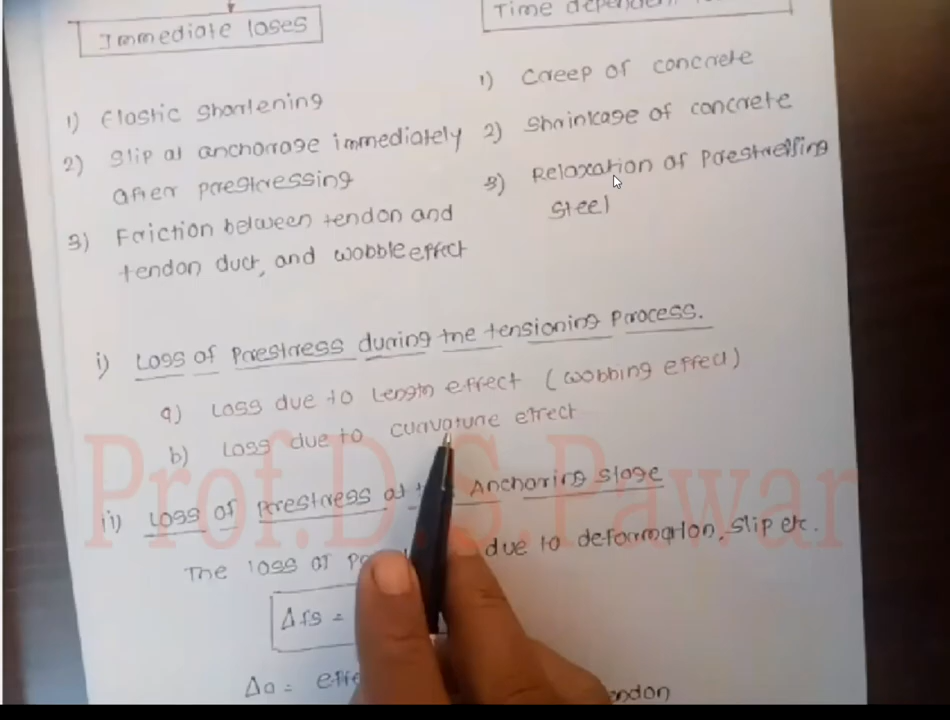 Immediate loses
Time dependent
1) Elastic shortening
2) Slip at anchorage immediately
after prestressing
3) Friction between tendon and
tendon duct, and wobble effect
1) Creep of concrete
2) Shrinkage of concrete
3) Relaxation of Prestressing
Steel
i) Loss of Prestress during the tensioning Process.
a) Loss due to Length effect (wobbing effect)
b) Loss due to curvature effect
Prof.D.S.Pawar
ii) Loss of prestress at Anchoring stage
The loss of due to deformation, slip etc.
Δfs =
Δa =